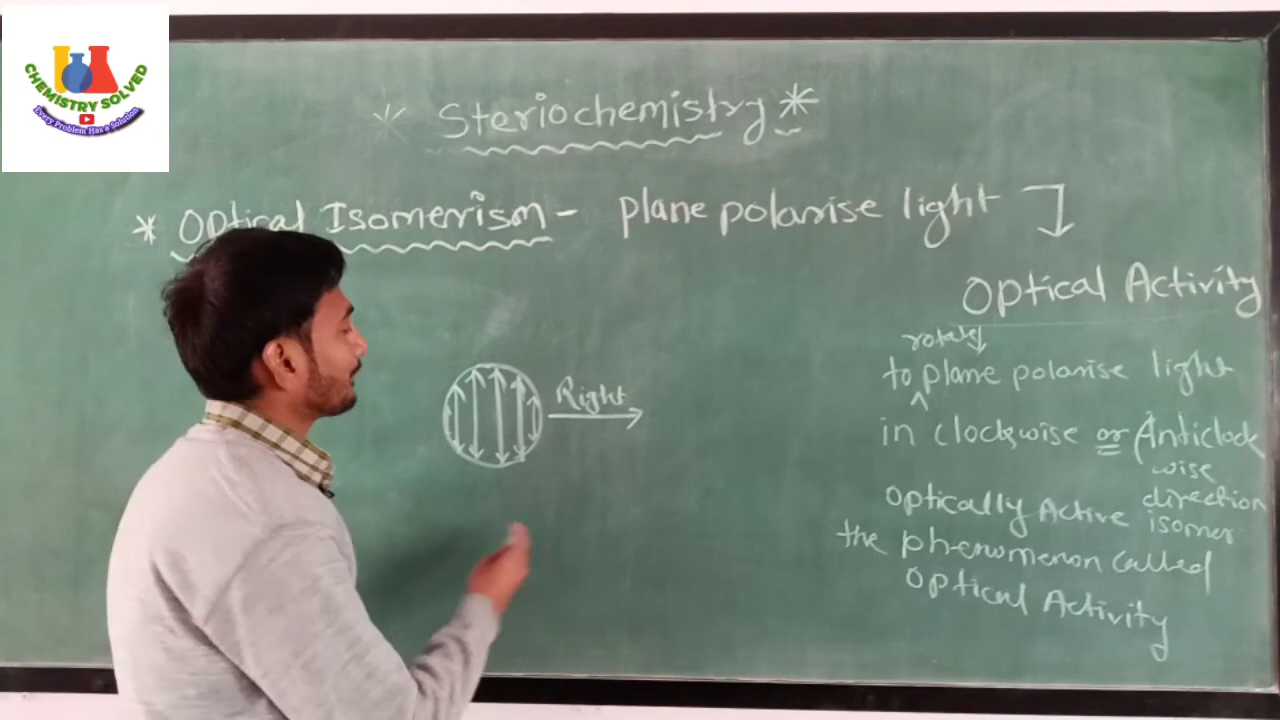 CHEMISTRY SOLVED
Every Problem Has a Solution
* Steriochemistry *
* Optical Isomerism - plane polarise light
Optical Activity
rotate
to plane polarise light
in clockwise or Anticlock
wise
direction
Optically Active isomer
the phenomenon called
Optical Activity
Right